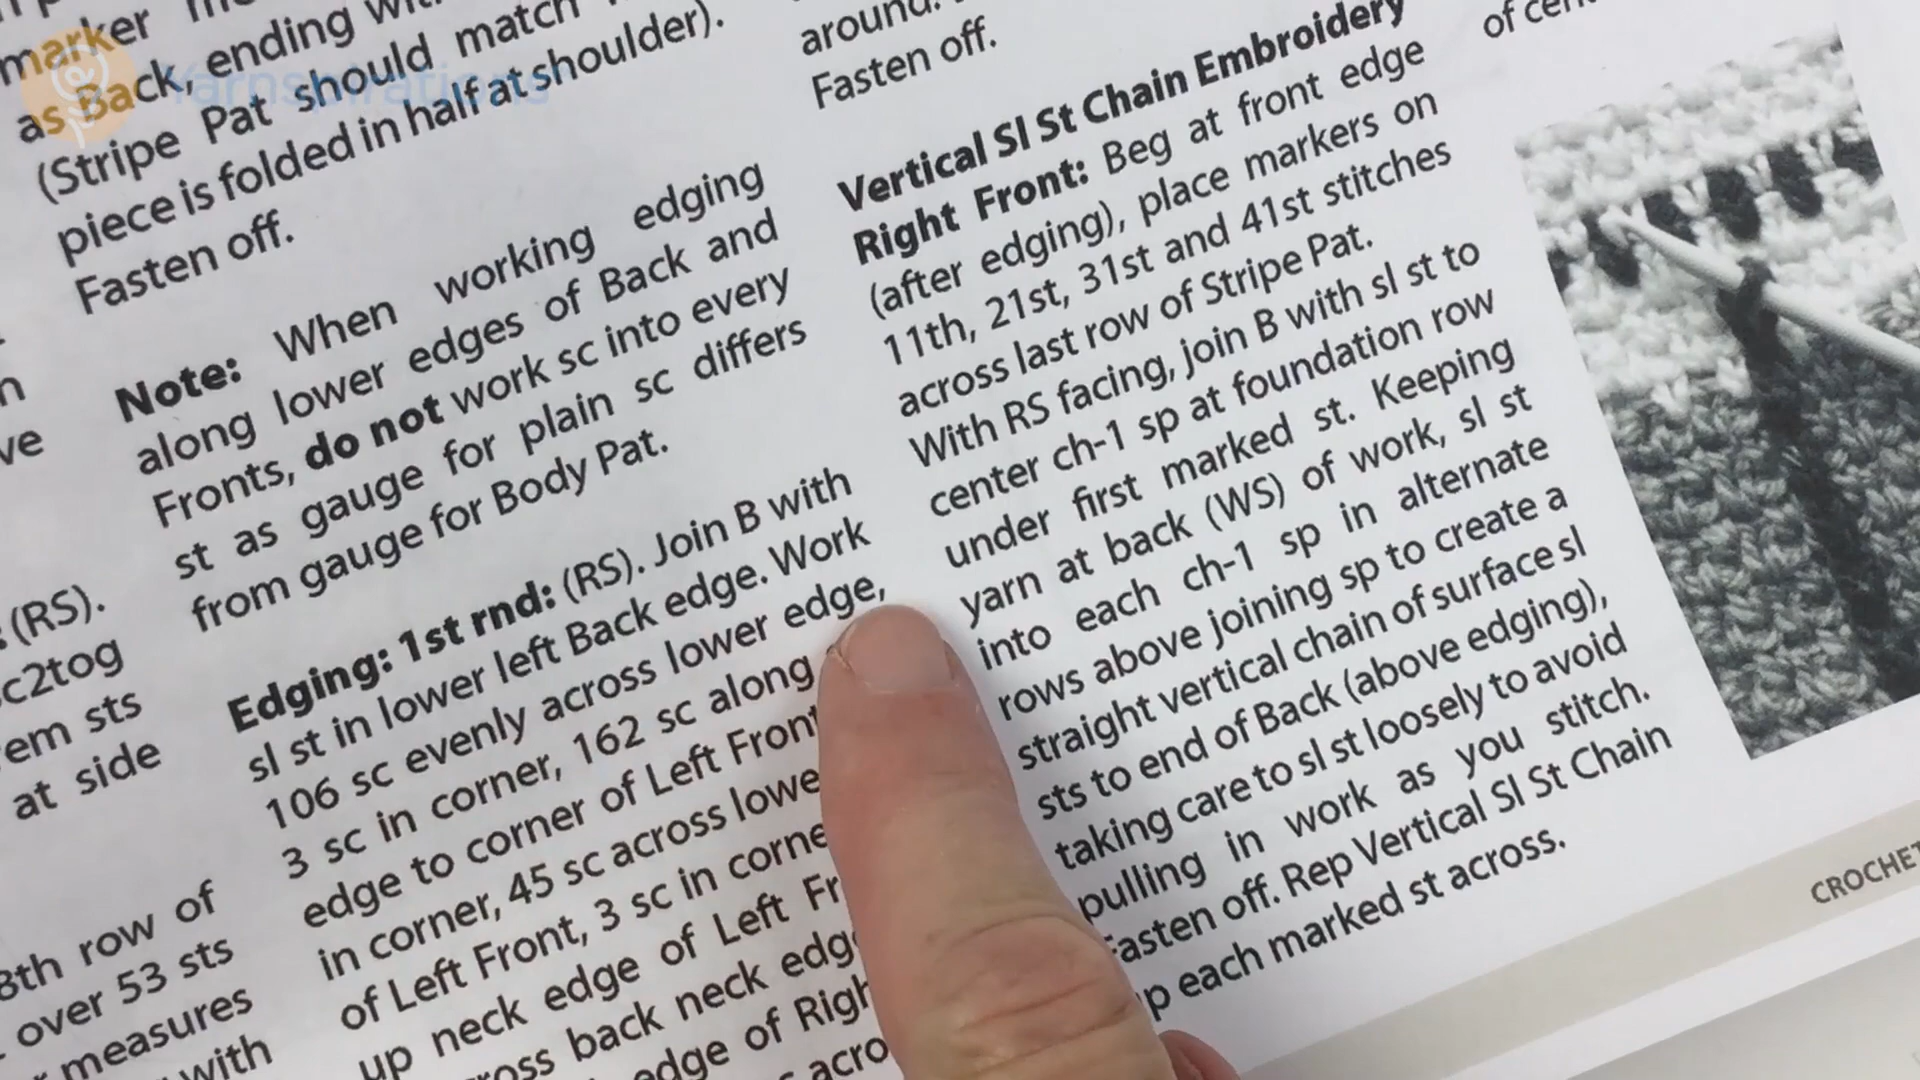 marker
as Back, ending
(Stripe Pat should match
piece is folded in half at shoulder).
Fasten off.
Yarnspirations
Note: When working edging
along lower edges of Back and
Fronts, do not work sc into every
st as gauge for plain sc differs
from gauge for Body Pat.
Edging: 1st rnd: (RS). Join B with
sl st in lower left Back edge. Work
106 sc evenly across lower edge,
3 sc in corner, 162 sc along
edge to corner of Left Front
in corner, 45 sc across
of Left Front, 3 sc in
up neck edge of Left
back neck
edge of
(RS).
sts
at side
row of
over 53 sts
measures
with
around.
Fasten off.
Vertical Sl St Chain Embroidery
Right Front: Beg at front edge
(after edging), place markers on
11th, 21st, 31st and 41st stitches
across last row of Stripe Pat.
With RS facing, join B with sl st to
center ch-1 sp at foundation row
under first marked st. Keeping
yarn at back (WS) of work, sl st
into each ch-1 sp in alternate
rows above joining sp to create a
straight vertical chain of surface sl
sts to end of Back (above edging),
taking care to sl st loosely to avoid
pulling in work as you stitch.
Fasten off. Rep Vertical Sl St Chain
each marked st across.
of